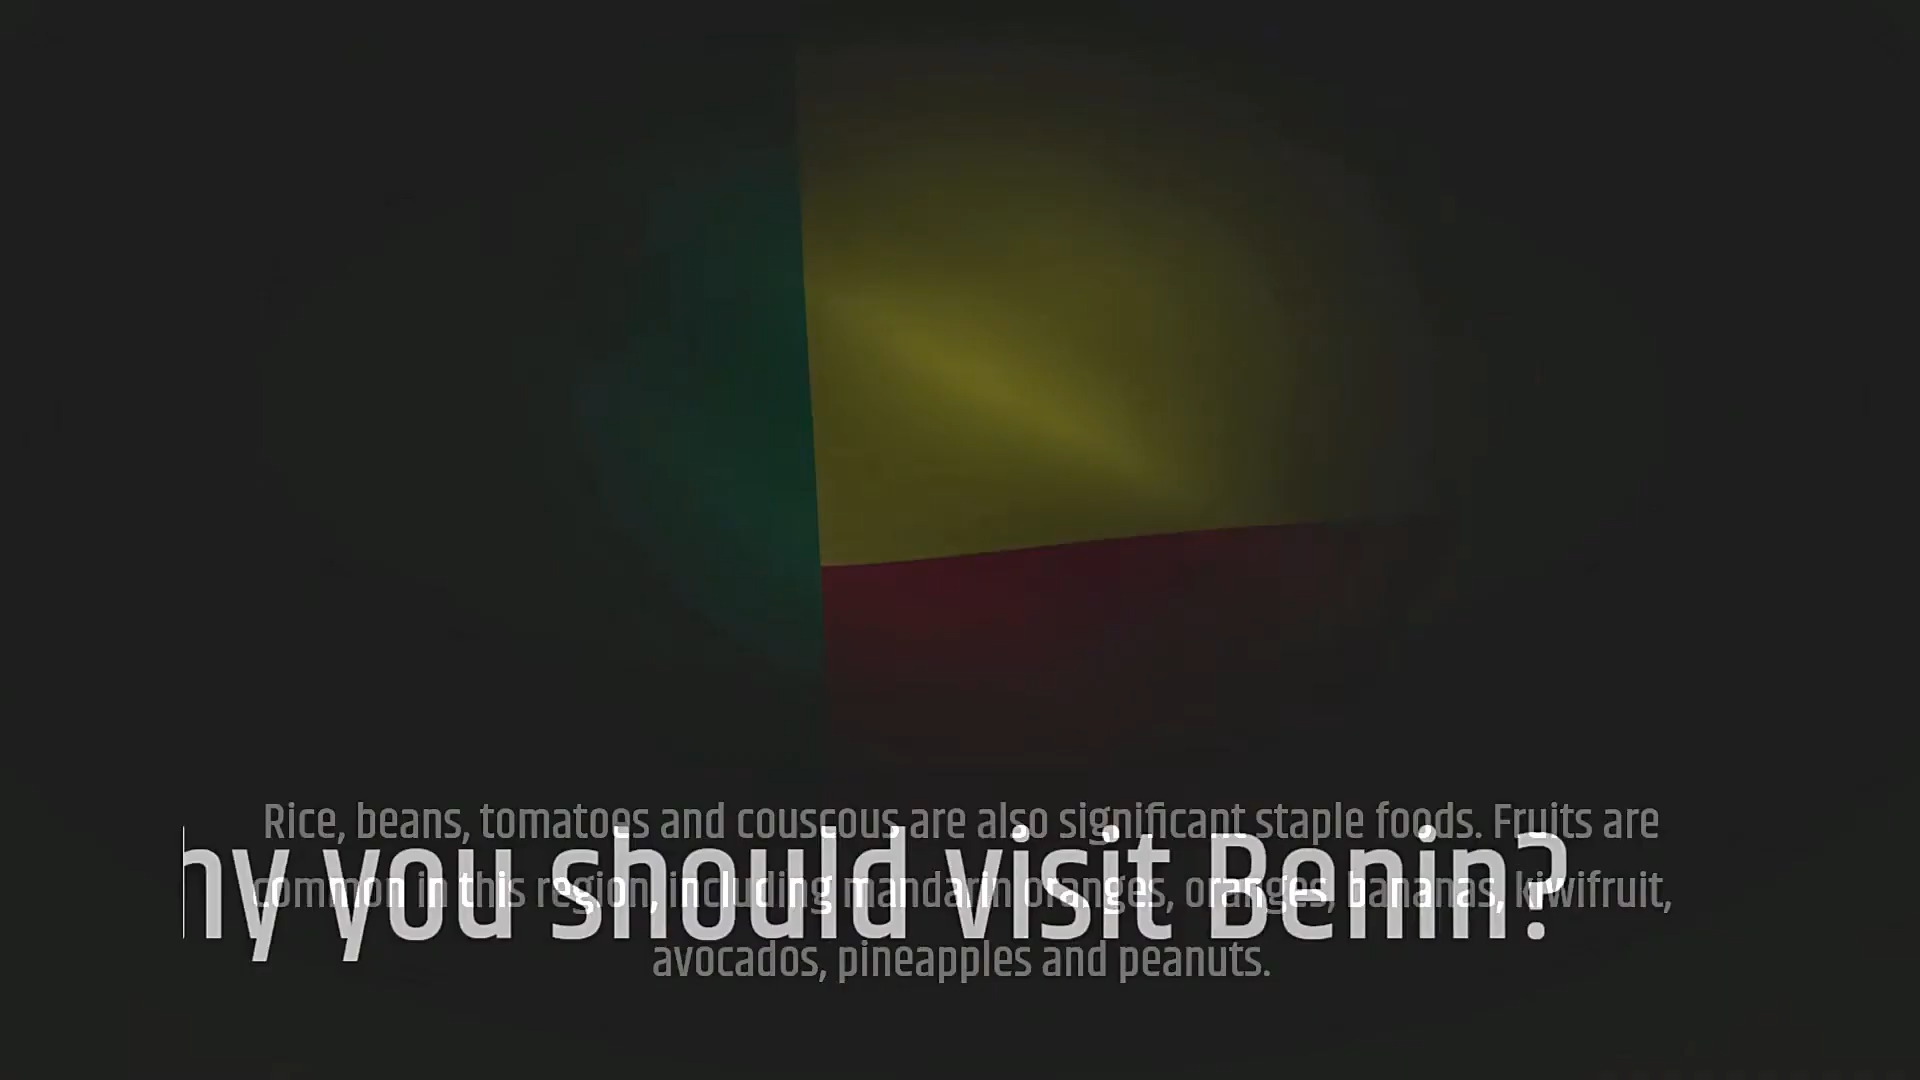 Rice, beans, tomatoes and couscous are also significant staple foods. Fruits are
hy you should visit Benin?
common in this region, including mandarin oranges, oranges, bananas, kiwifruit,
avocados, pineapples and peanuts.